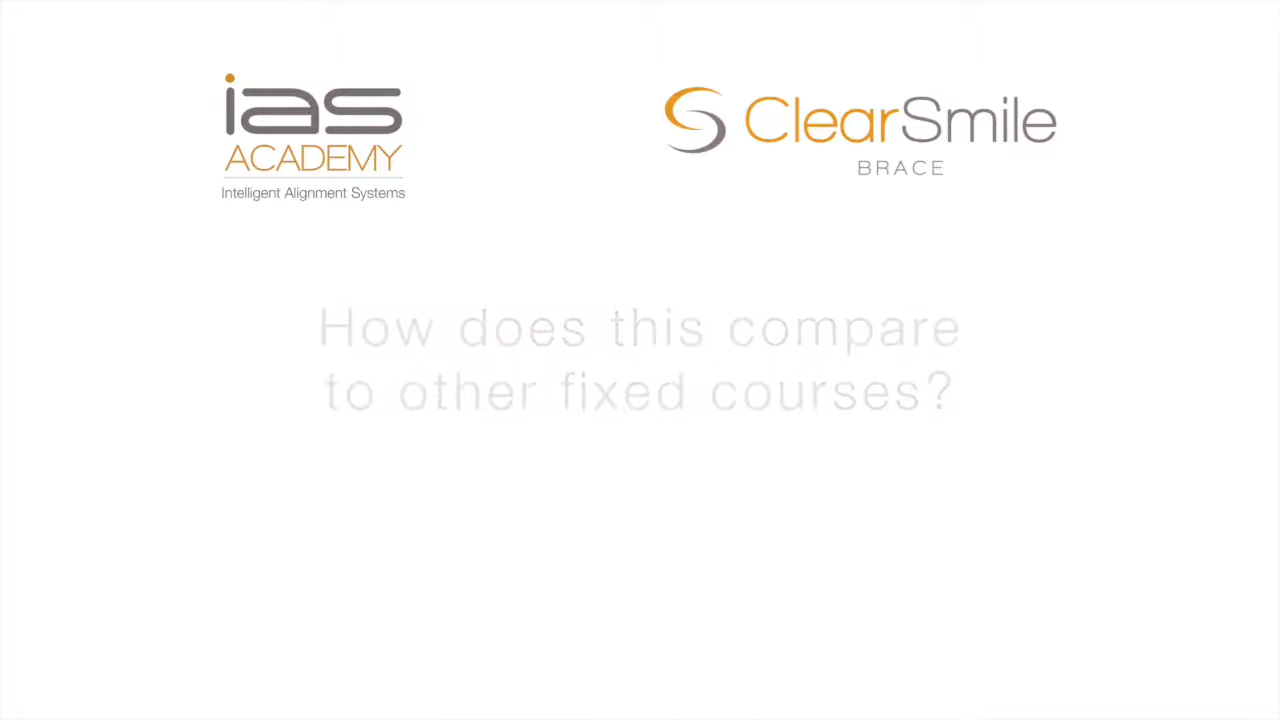 ias
ACADEMY
Intelligent Alignment Systems
ClearSmile
BRACE
How does this compare
to other fixed courses?